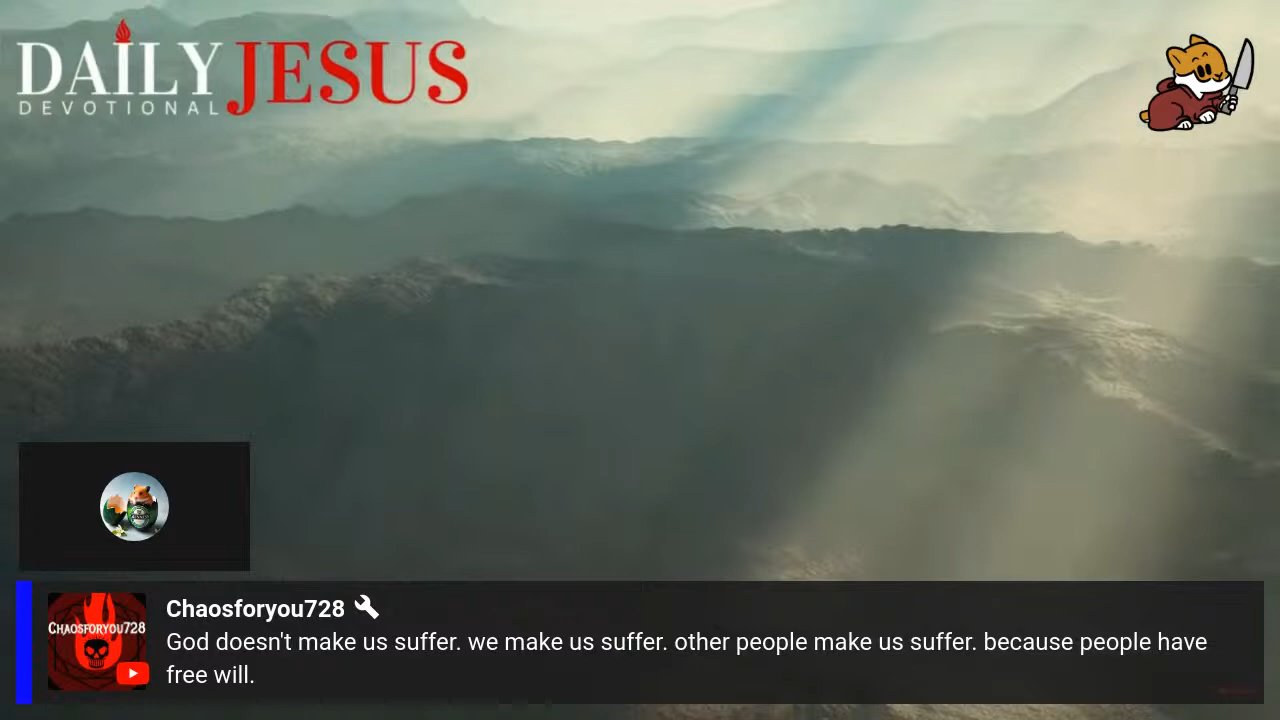 DAILY JESUS
DEVOTIONAL
Chaosforyou728
CHAOSFORYOU728
God doesn't make us suffer. we make us suffer. other people make us suffer. because people have
free will.